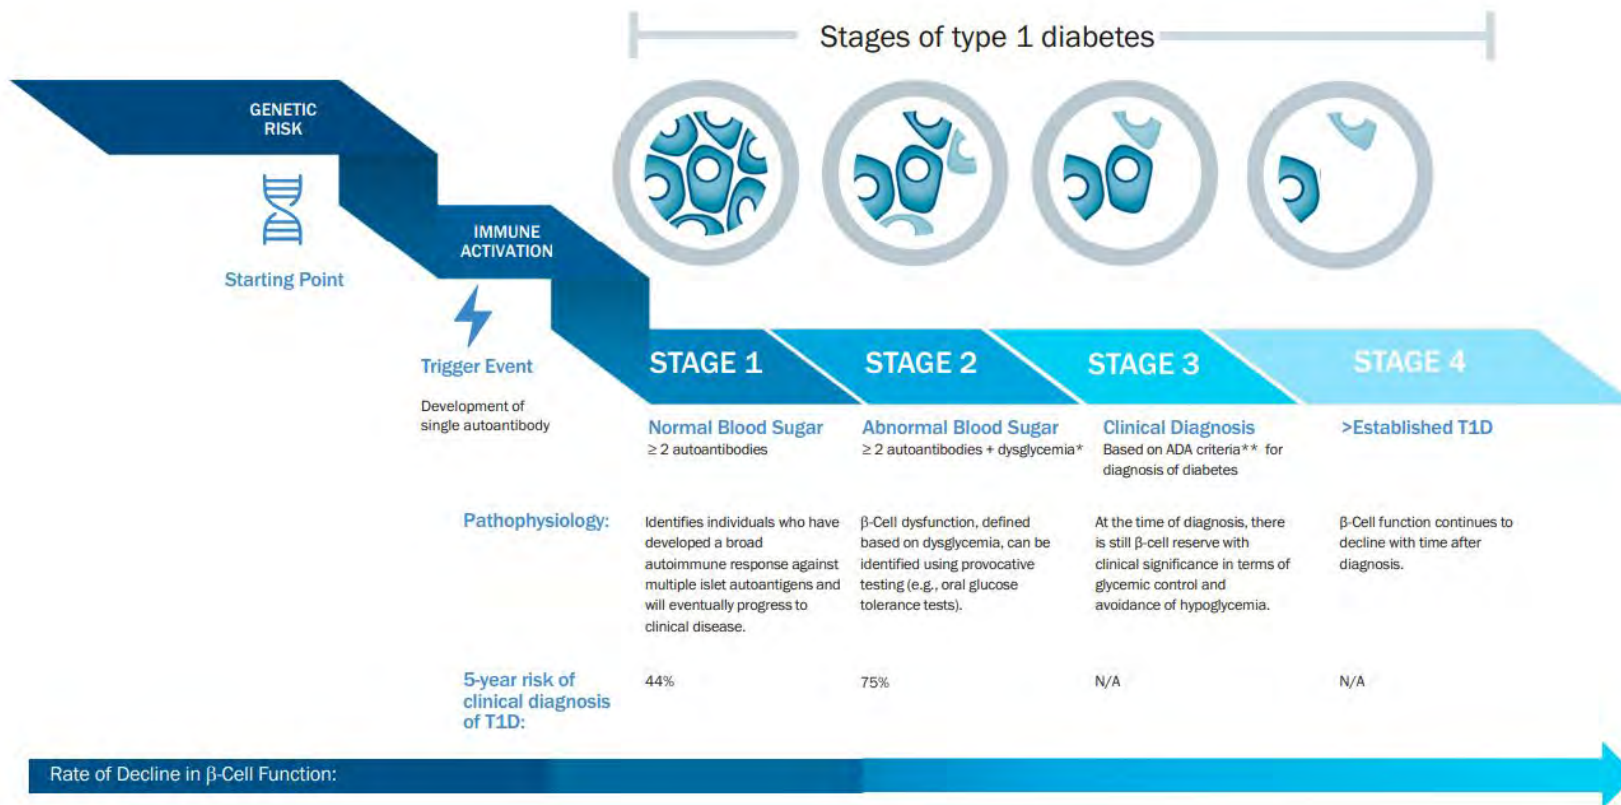 Stages of type 1 diabetes
GENETIC
RISK
Starting Point
IMMUNE
ACTIVATION
Trigger Event
Development of
single autoantibody
STAGE 1
Normal Blood Sugar
≥ 2 autoantibodies
STAGE 2
Abnormal Blood Sugar
≥ 2 autoantibodies + dysglycemia*
STAGE 3
Clinical Diagnosis
Based on ADA criteria** for
diagnosis of diabetes
STAGE 4
>Established T1D
Pathophysiology:
Identifies individuals who have
developed a broad
autoimmune response against
multiple islet autoantigens and
will eventually progress to
clinical disease.
β-Cell dysfunction, defined
based on dysglycemia, can be
identified using provocative
testing (e.g., oral glucose
tolerance tests).
At the time of diagnosis, there
is still β-cell reserve with
clinical significance in terms of
glycemic control and
avoidance of hypoglycemia.
β-Cell function continues to
decline with time after
diagnosis.
5-year risk of
clinical diagnosis
of T1D:
44%
75%
N/A
N/A
Rate of Decline in β-Cell Function: